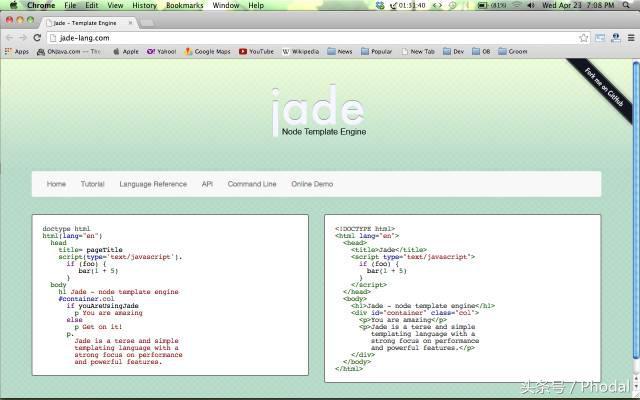 Chrome File Edit View History Bookmarks Window Help
01:31:40
(81%)
Wed Apr 23 7:08 PM
Jade - Template Engine
jade-lang.com
Apps ONJava.com Yahoo! Google Maps YouTube Wikipedia News Popular New Tab Dev OB Groom
Fork me on GitHub
jade
Node Template Engine
Home Tutorial Language Reference API Command Line Online Demo
doctype html
html(lang="en")
head
title= pageTitle
script(type='text/javascript').
if (foo) {
bar(1 + 5)
}
body
h1 Jade - node template engine
#container.col
if youAreUsingJade
p You are amazing
else
p Get on it!
p.
Jade is a terse and simple
templating language with a
strong focus on performance
and powerful features.
<!DOCTYPE html>
<html lang="en">
<head>
<title>Jade</title>
<script type="text/javascript">
if (foo) {
bar(1 + 5)
}
</script>
</head>
<body>
<h1>Jade - node template engine</h1>
<div id="container" class="col">
<p>You are amazing</p>
<p>Jade is a terse and simple
templating language with a
strong focus on performance
and powerful features.</p>
</div>
</body>
</html>
头条号 / Phodal